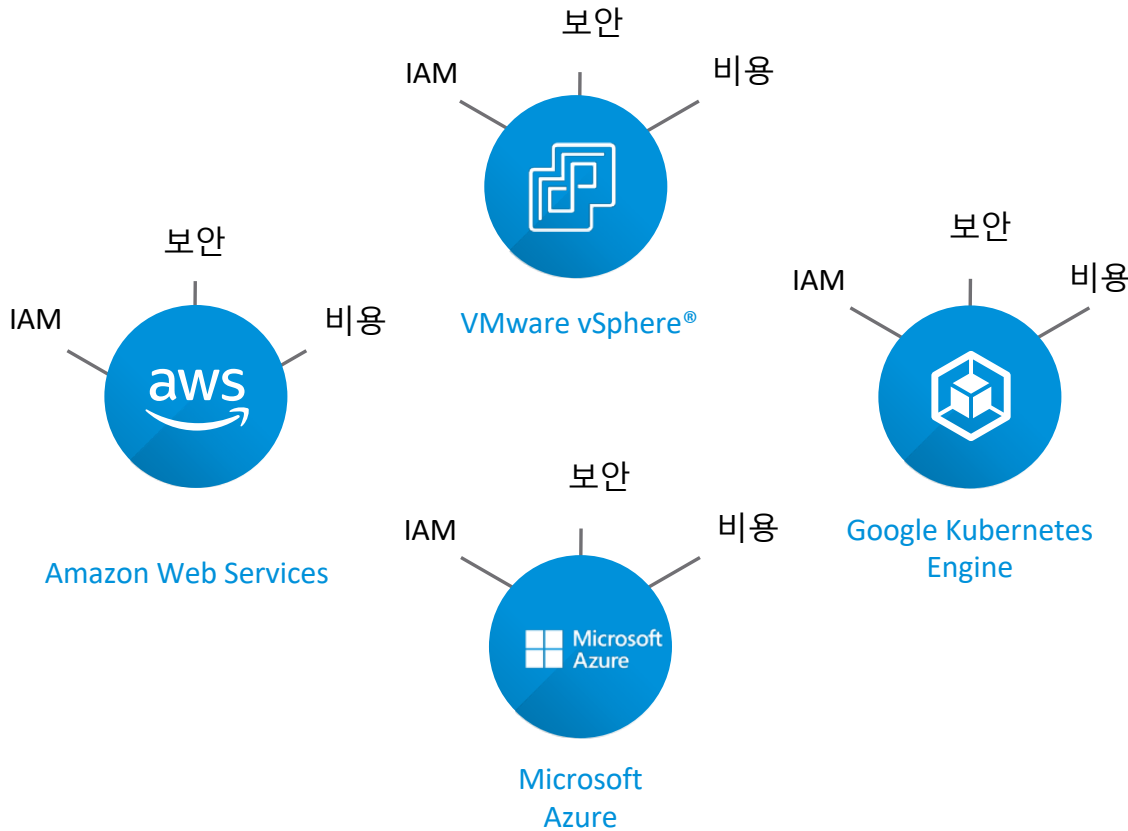 보안
IAM
비용
VMware vSphere®
보안
IAM
비용
aws
Amazon Web Services
보안
IAM
비용
Google Kubernetes
Engine
보안
IAM
비용
Microsoft
Azure
Microsoft
Azure